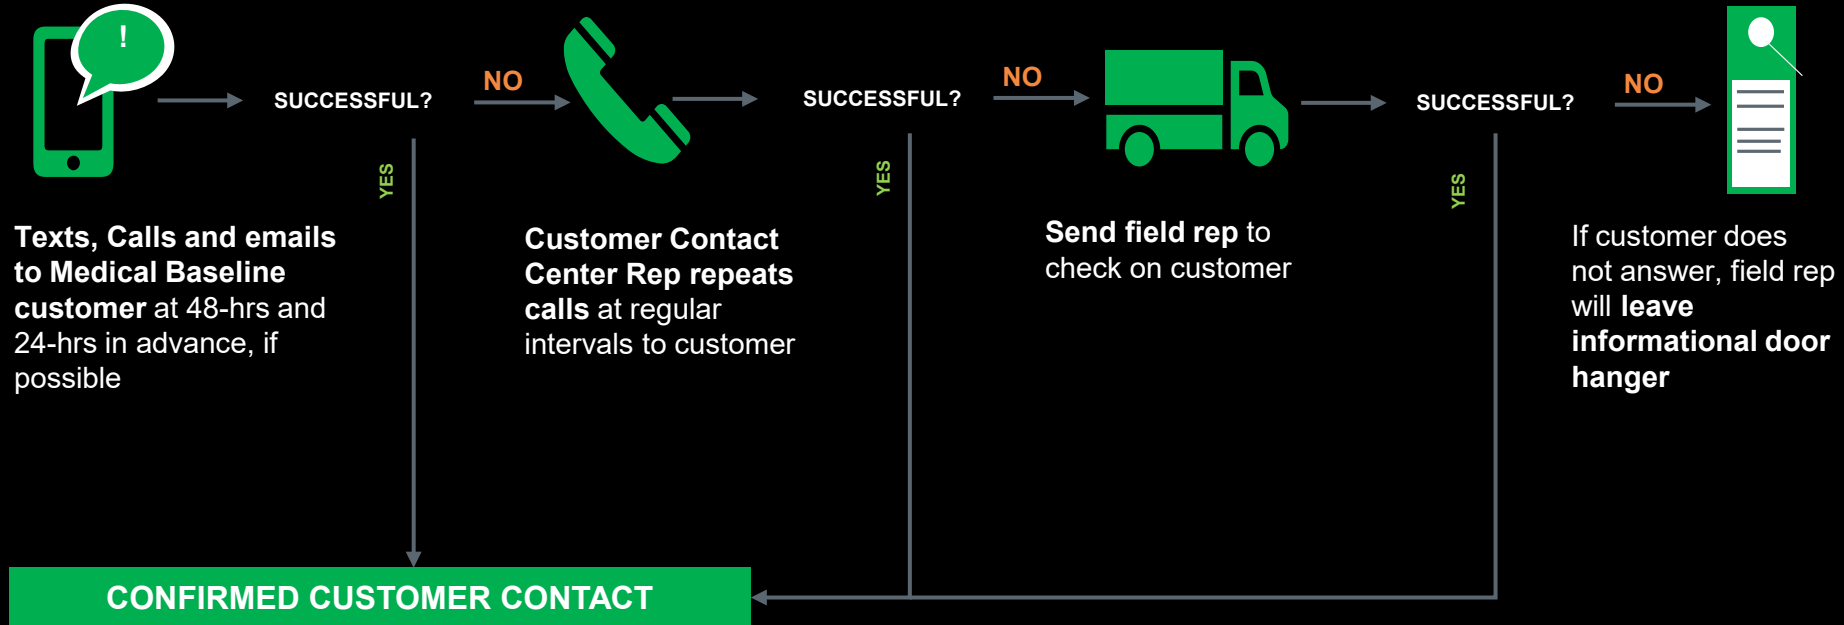 !
SUCCESSFUL?
NO
SUCCESSFUL?
NO
SUCCESSFUL?
NO
YES
YES
YES
Texts, Calls and emails
to Medical Baseline
customer at 48-hrs and
24-hrs in advance, if
possible
Customer Contact
Center Rep repeats
calls at regular
intervals to customer
Send field rep to
check on customer
If customer does
not answer, field rep
will leave
informational door
hanger
CONFIRMED CUSTOMER CONTACT